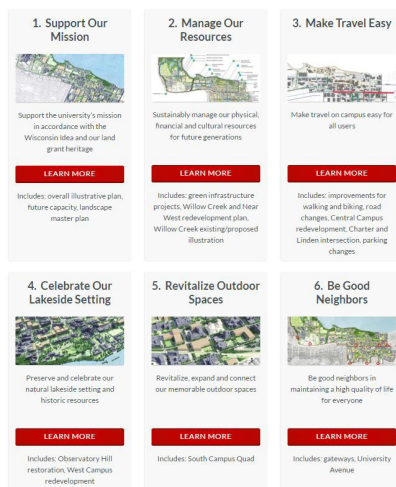 1. Support Our
Mission
Support the university's mission
in accordance with the
Wisconsin Idea and our land
grant heritage
LEARN MORE
Includes: overall illustrative plan,
future capacity, landscape
master plan
2. Manage Our
Resources
Sustainably manage our physical,
financial and cultural resources
for future generations
LEARN MORE
Includes: green infrastructure
projects, Willow Creek and Near
West redevelopment plan,
Willow Creek existing/proposed
illustration
3. Make Travel Easy
Make travel on campus easy for
all users
LEARN MORE
Includes: improvements for
walking and biking, road
changes, Central Campus
redevelopment, Charter and
Linden intersection, parking
changes
4. Celebrate Our
Lakeside Setting
Preserve and celebrate our
natural lakeside setting and
historic resources
LEARN MORE
Includes: Observatory Hill
restoration, West Campus
redevelopment
5. Revitalize Outdoor
Spaces
Revitalize, expand and connect
our memorable outdoor spaces
LEARN MORE
Includes: South Campus Quad
6. Be Good
Neighbors
Be good neighbors in
maintaining a high quality of life
for everyone
LEARN MORE
Includes: gateways, University
Avenue